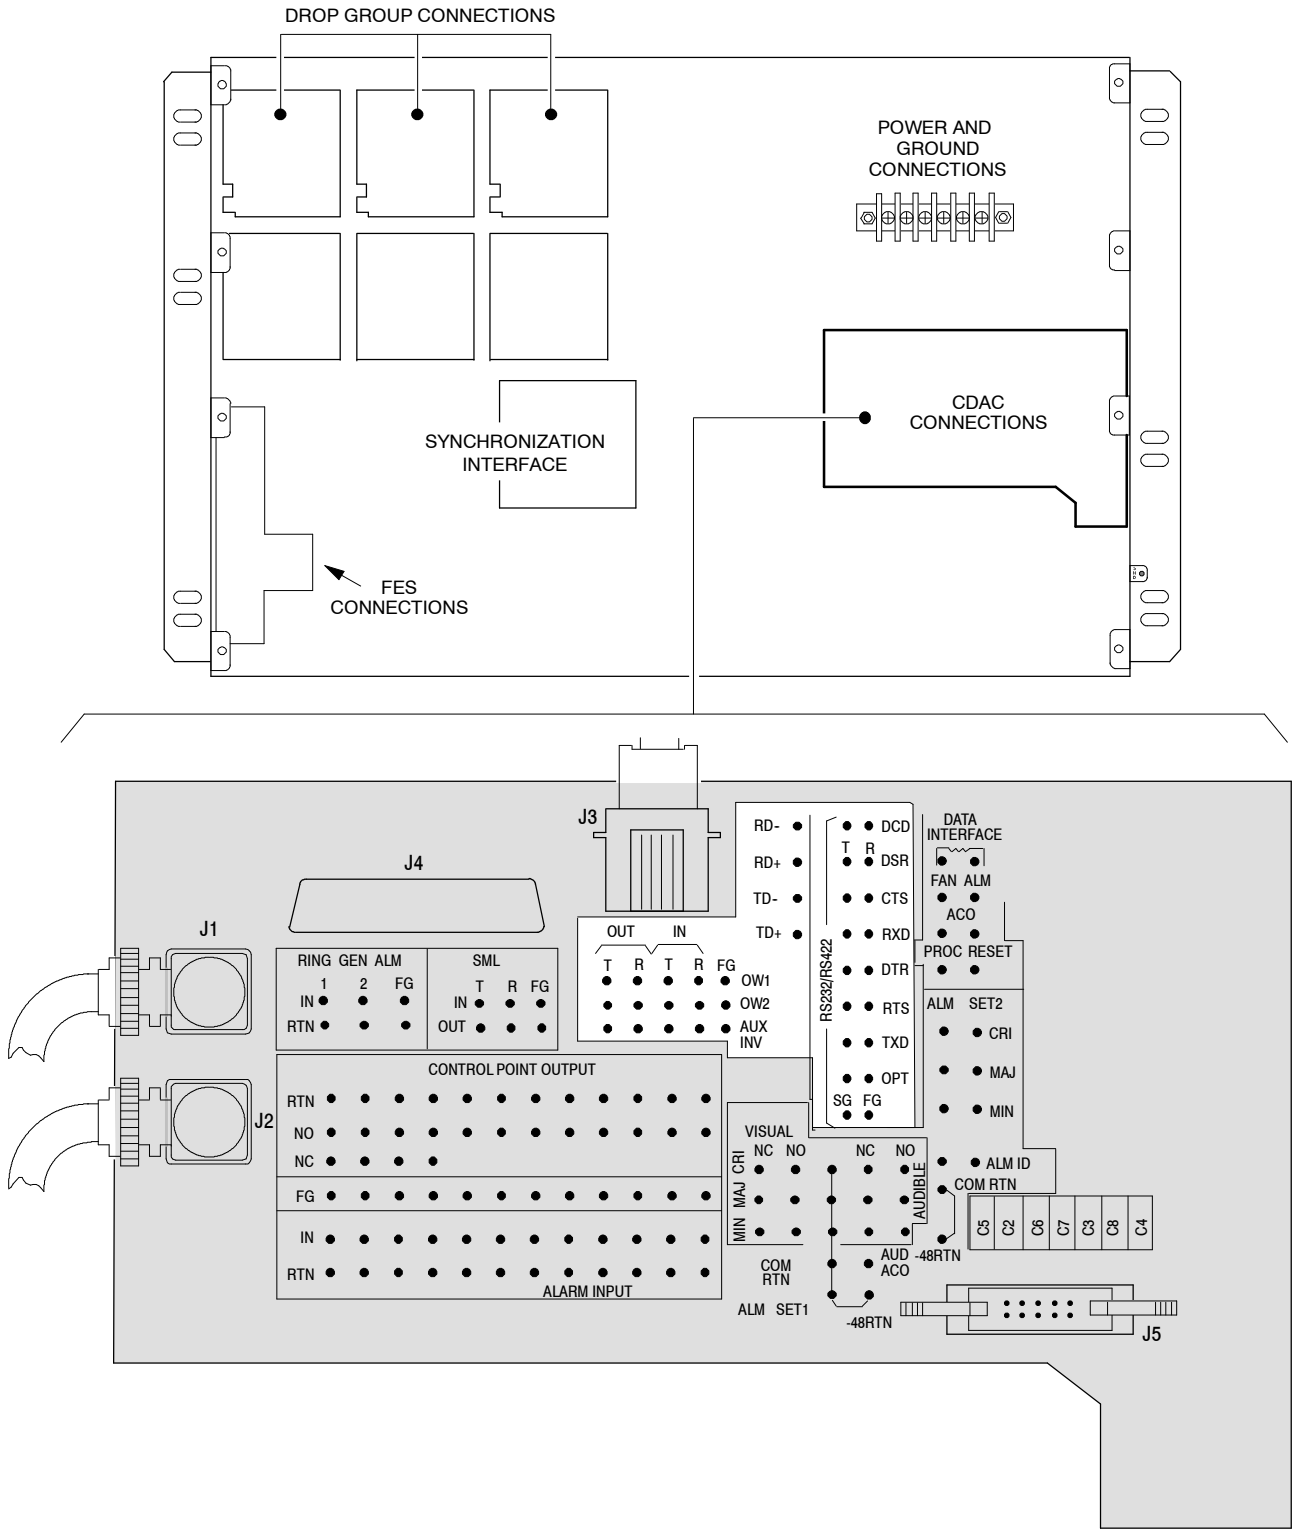 DROP GROUP CONNECTIONS
POWER AND
GROUND
CONNECTIONS
CDAC
CONNECTIONS
SYNCHRONIZATION
INTERFACE
FES
CONNECTIONS
J3
J4
J1
J2
RD-
RD+
TD-
TD+
T R
DCD
DSR
CTS
RXD
DTR
RTS
TXD
OPT
SG FG
RS232/RS422
DATA
INTERFACE
FAN ALM
ACO
PROC RESET
ALM SET2
CRI
MAJ
MIN
ALM ID
COM RTN
-48RTN
OUT IN
T R T R FG
OW1
OW2
AUX
INV
RING GEN ALM
1 2 FG
IN
RTN
SML
T R FG
IN
OUT
CONTROL POINT OUTPUT
RTN
NO
NC
FG
IN
RTN
ALARM INPUT
VISUAL
NC NO NC NO
CRI
MAJ
MIN
AUDIBLE
COM
RTN
AUD
ACO
ALM SET1
-48RTN
C5 C2 C6 C7 C3 C8 C4
J5